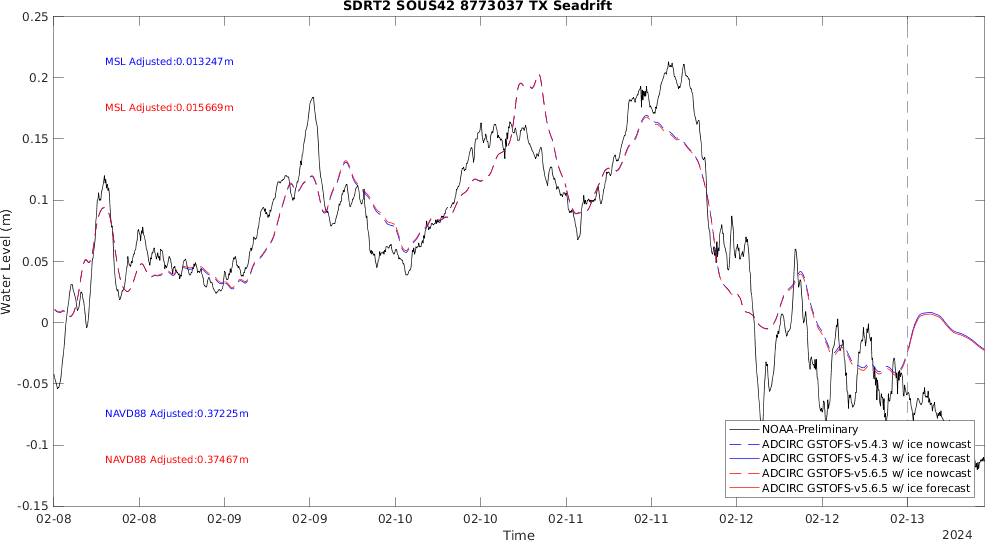 SDRT2 SOUS42 8773037 TX Seadrift
0.25
0.2
0.15
0.1
0.05
0
-0.05
-0.1
-0.15
Water Level (m)
MSL Adjusted:0.013247m
MSL Adjusted:0.015669m
NAVD88 Adjusted:0.37225m
NAVD88 Adjusted:0.37467m
NOAA-Preliminary
ADCIRC GSTOFS-v5.4.3 w/ ice nowcast
ADCIRC GSTOFS-v5.4.3 w/ ice forecast
ADCIRC GSTOFS-v5.6.5 w/ ice nowcast
ADCIRC GSTOFS-v5.6.5 w/ ice forecast
02-08 02-08 02-09 02-09 02-10 02-10 02-11 02-11 02-12 02-12 02-13
Time
2024